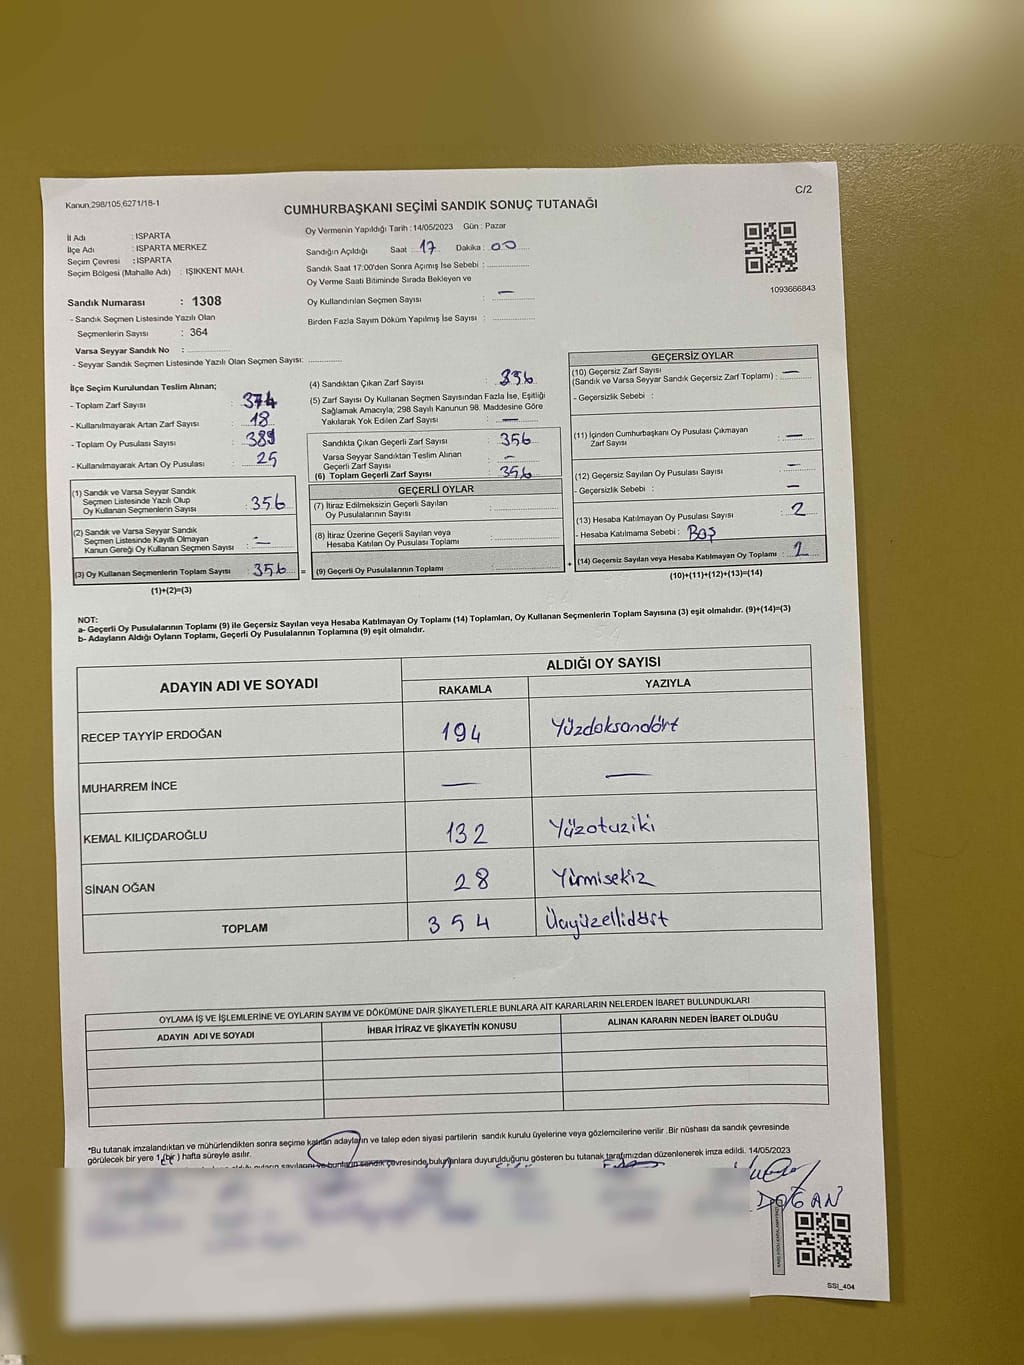 Kanun.298/105,6271/18-1
C/2
CUMHURBAŞKANI SEÇİMİ SANDIK SONUÇ TUTANAĞI
İl Adı : ISPARTA
İlçe Adı : ISPARTA MERKEZ
Seçim Çevresi : ISPARTA
Seçim Bölgesi (Mahalle Adı) : IŞIKKENT MAH.
Sandık Numarası : 1308
- Sandık Seçmen Listesinde Yazılı Olan
Seçmenlerin Sayısı : 364
Varsa Seyyar Sandık No :
- Seyyar Sandık Seçmen Listesinde Yazılı Olan Seçmen Sayısı:
Oy Vermenin Yapıldığı Tarih : 14/05/2023 Gün : Pazar
Sandığın Açıldığı Saat : 17 Dakika : 00
Sandık Saat 17:00'den Sonra Açımış İse Sebebi :
Oy Verme Saati Bitiminde Sırada Bekleyen ve
Oy Kullandırılan Seçmen Sayısı : —
Birden Fazla Sayım Döküm Yapılmış İse Sayısı :
1093666843
İlçe Seçim Kurulundan Teslim Alınan;
- Toplam Zarf Sayısı : 374
- Kullanılmayarak Artan Zarf Sayısı : 18
- Toplam Oy Pusulası Sayısı : 389
- Kullanılmayarak Artan Oy Pusulası : 25
(1) Sandık ve Varsa Seyyar Sandık
Seçmen Listesinde Yazılı Olup
Oy Kullanan Seçmenlerin Sayısı : 356
(2) Sandık ve Varsa Seyyar Sandık
Seçmen Listesinde Kayıtlı Olmayan
Kanun Gereği Oy Kullanan Seçmen Sayısı : —
(3) Oy Kullanan Seçmenlerin Toplam Sayısı : 356 =
(1)+(2)=(3)
(4) Sandıktan Çıkan Zarf Sayısı : 356
(5) Zarf Sayısı Oy Kullanan Seçmen Sayısından Fazla İse, Eşitliği
Sağlamak Amacıyla, 298 Sayılı Kanunun 98. Maddesine Göre
Yakılarak Yok Edilen Zarf Sayısı : —
Sandıkta Çıkan Geçerli Zarf Sayısı : 356
Varsa Seyyar Sandıktan Teslim Alınan
Geçerli Zarf Sayısı : —
(6) Toplam Geçerli Zarf Sayısı : 356
GEÇERLİ OYLAR
(7) İtiraz Edilmeksizin Geçerli Sayılan
Oy Pusulalarının Sayısı :
(8) İtiraz Üzerine Geçerli Sayılan veya
Hesaba Katılan Oy Pusulası Toplamı :
(9) Geçerli Oy Pusulalarının Toplamı : +
GEÇERSİZ OYLAR
(10) Geçersiz Zarf Sayısı
(Sandık ve Varsa Seyyar Sandık Geçersiz Zarf Toplamı) : —
- Geçersizlik Sebebi :
(11) İçinden Cumhurbaşkanı Oy Pusulası Çıkmayan
Zarf Sayısı : —
(12) Geçersiz Sayılan Oy Pusulası Sayısı : —
- Geçersizlik Sebebi : —
(13) Hesaba Katılmayan Oy Pusulası Sayısı : 2
- Hesaba Katılmama Sebebi : BOŞ
(14) Geçersiz Sayılan veya Hesaba Katılmayan Oy Toplamı : 2
(10)+(11)+(12)+(13)=(14)
NOT:
a- Geçerli Oy Pusulalarının Toplamı (9) ile Geçersiz Sayılan veya Hesaba Katılmayan Oy Toplamı (14) Toplamları, Oy Kullanan Seçmenlerin Toplam Sayısına (3) eşit olmalıdır. (9)+(14)=(3)
b- Adayların Aldığı Oyların Toplamı, Geçerli Oy Pusulalarının Toplamına (9) eşit olmalıdır.
ADAYIN ADI VE SOYADI ALDIĞI OY SAYISI
RAKAMLA YAZIYLA
RECEP TAYYİP ERDOĞAN 194 Yüzdoksandört
MUHARREM İNCE — —
KEMAL KILIÇDAROĞLU 132 Yüzotuziki
SİNAN OĞAN 28 Yirmisekiz
TOPLAM 354 Üçyüzellidört
OYLAMA İŞ VE İŞLEMLERİNE VE OYLARIN SAYIM VE DÖKÜMÜNE DAİR ŞİKAYETLERLE BUNLARA AİT KARARLARIN NELERDEN İBARET BULUNDUKLARI
ADAYIN ADI VE SOYADI İHBAR İTİRAZ VE ŞİKAYETİN KONUSU ALINAN KARARIN NEDEN İBARET OLDUĞU
*Bu tutanak imzalandıktan ve mühürlendikten sonra seçime katılan adayların ve talep eden siyasi partilerin sandık kurulu üyelerine veya gözlemcilerine verilir .Bir nüshası da sandık çevresinde
görülecek bir yere 1 (bir) hafta süreyle asılır.
sandık çevresinde bulunanlara duyurulduğunu gösteren bu tutanak tarafımızdan düzenlenerek imza edildi. 14/05/2023
DOĞAN
SSI_404